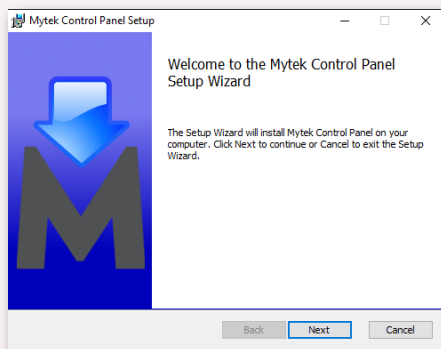 Mytek Control Panel Setup
Welcome to the Mytek Control Panel
Setup Wizard
The Setup Wizard will install Mytek Control Panel on your
computer. Click Next to continue or Cancel to exit the Setup
Wizard.
M
Back Next Cancel